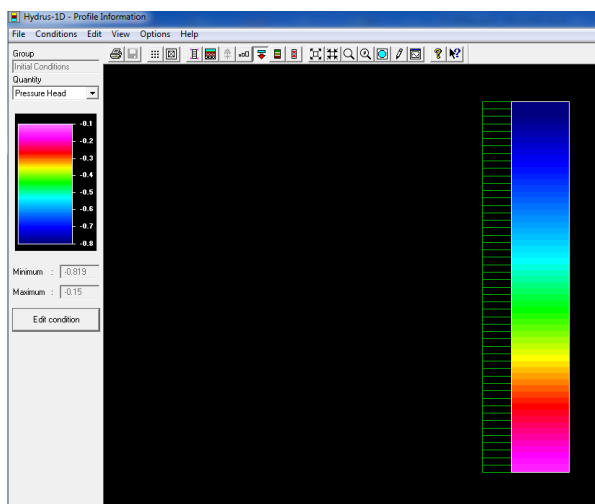 Hydrus-1D - Profile Information
File Conditions Edit View Options Help
Group
Initial Conditions
Quantity
Pressure Head
-0.1
-0.2
-0.3
-0.4
-0.5
-0.6
-0.7
-0.8
Minimum : -0.819
Maximum : -0.15
Edit condition